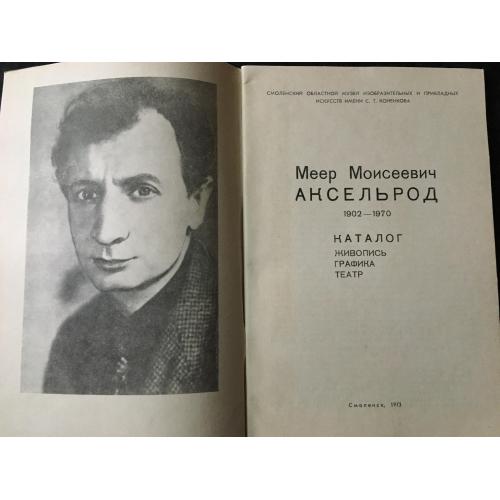 СМОЛЕНСКИЙ ОБЛАСТНОЙ МУЗЕЙ ИЗОБРАЗИТЕЛЬНЫХ И ПРИКЛАДНЫХ
ИСКУССТВ ИМЕНИ С. Т. КОНЕНКОВА
Меер Моисеевич
АКСЕЛЬРОД
1902—1970
КАТАЛОГ
ЖИВОПИСЬ
ГРАФИКА
ТЕАТР
Смоленск, 1973